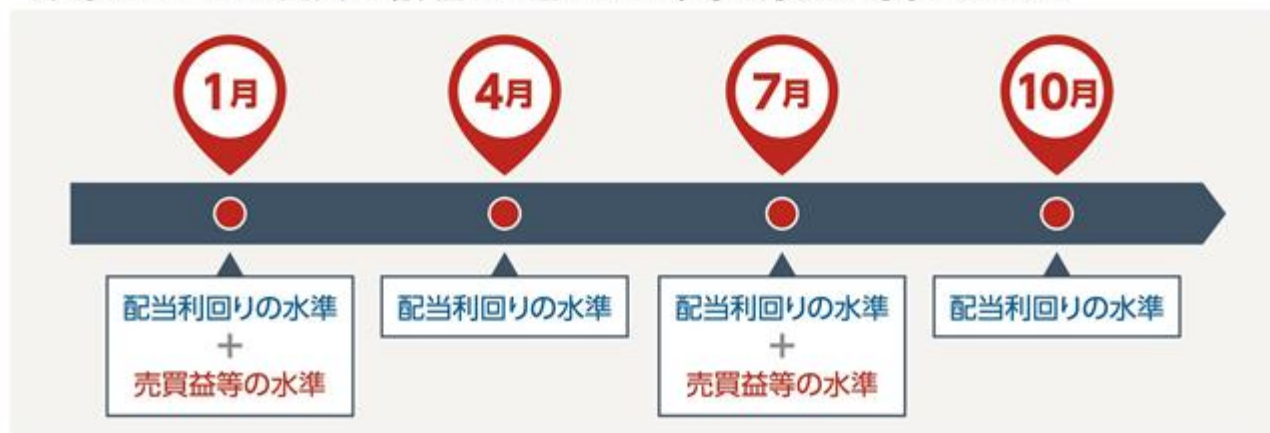 1月
4月
7月
10月
配当利回りの水準
+
売買益等の水準
配当利回りの水準
配当利回りの水準
+
売買益等の水準
配当利回りの水準